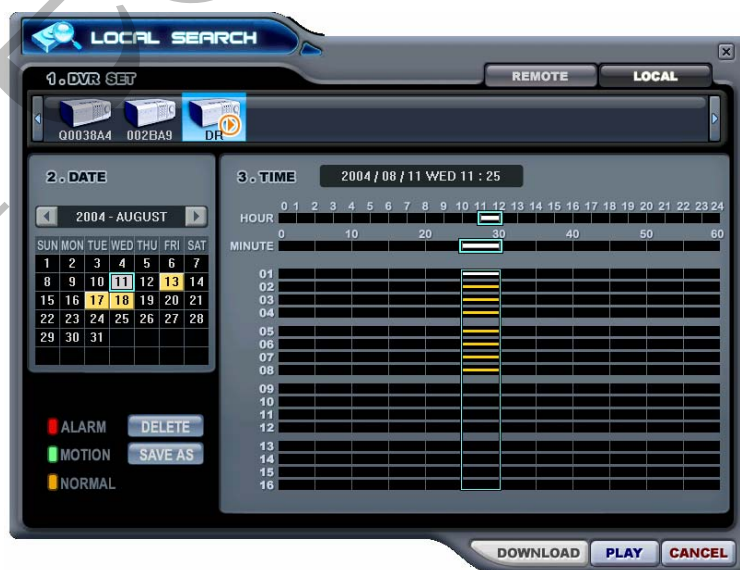 LOCAL SEARCH
REMOTE LOCAL
1. DVR SET
Q0038A4 002BA9 DR
2. DATE
3. TIME 2004 / 08 / 11 WED 11 : 25
2004 - AUGUST
0 1 2 3 4 5 6 7 8 9 10 11 12 13 14 15 16 17 18 19 20 21 22 23 24
HOUR
0 10 20 30 40 50 60
MINUTE
SUN MON TUE WED THU FRI SAT
1 2 3 4 5 6 7
8 9 10 11 12 13 14
15 16 17 18 19 20 21
22 23 24 25 26 27 28
29 30 31
01
02
03
04
05
06
07
08
09
10
11
12
13
14
15
16
ALARM DELETE
MOTION SAVE AS
NORMAL
DOWNLOAD PLAY CANCEL